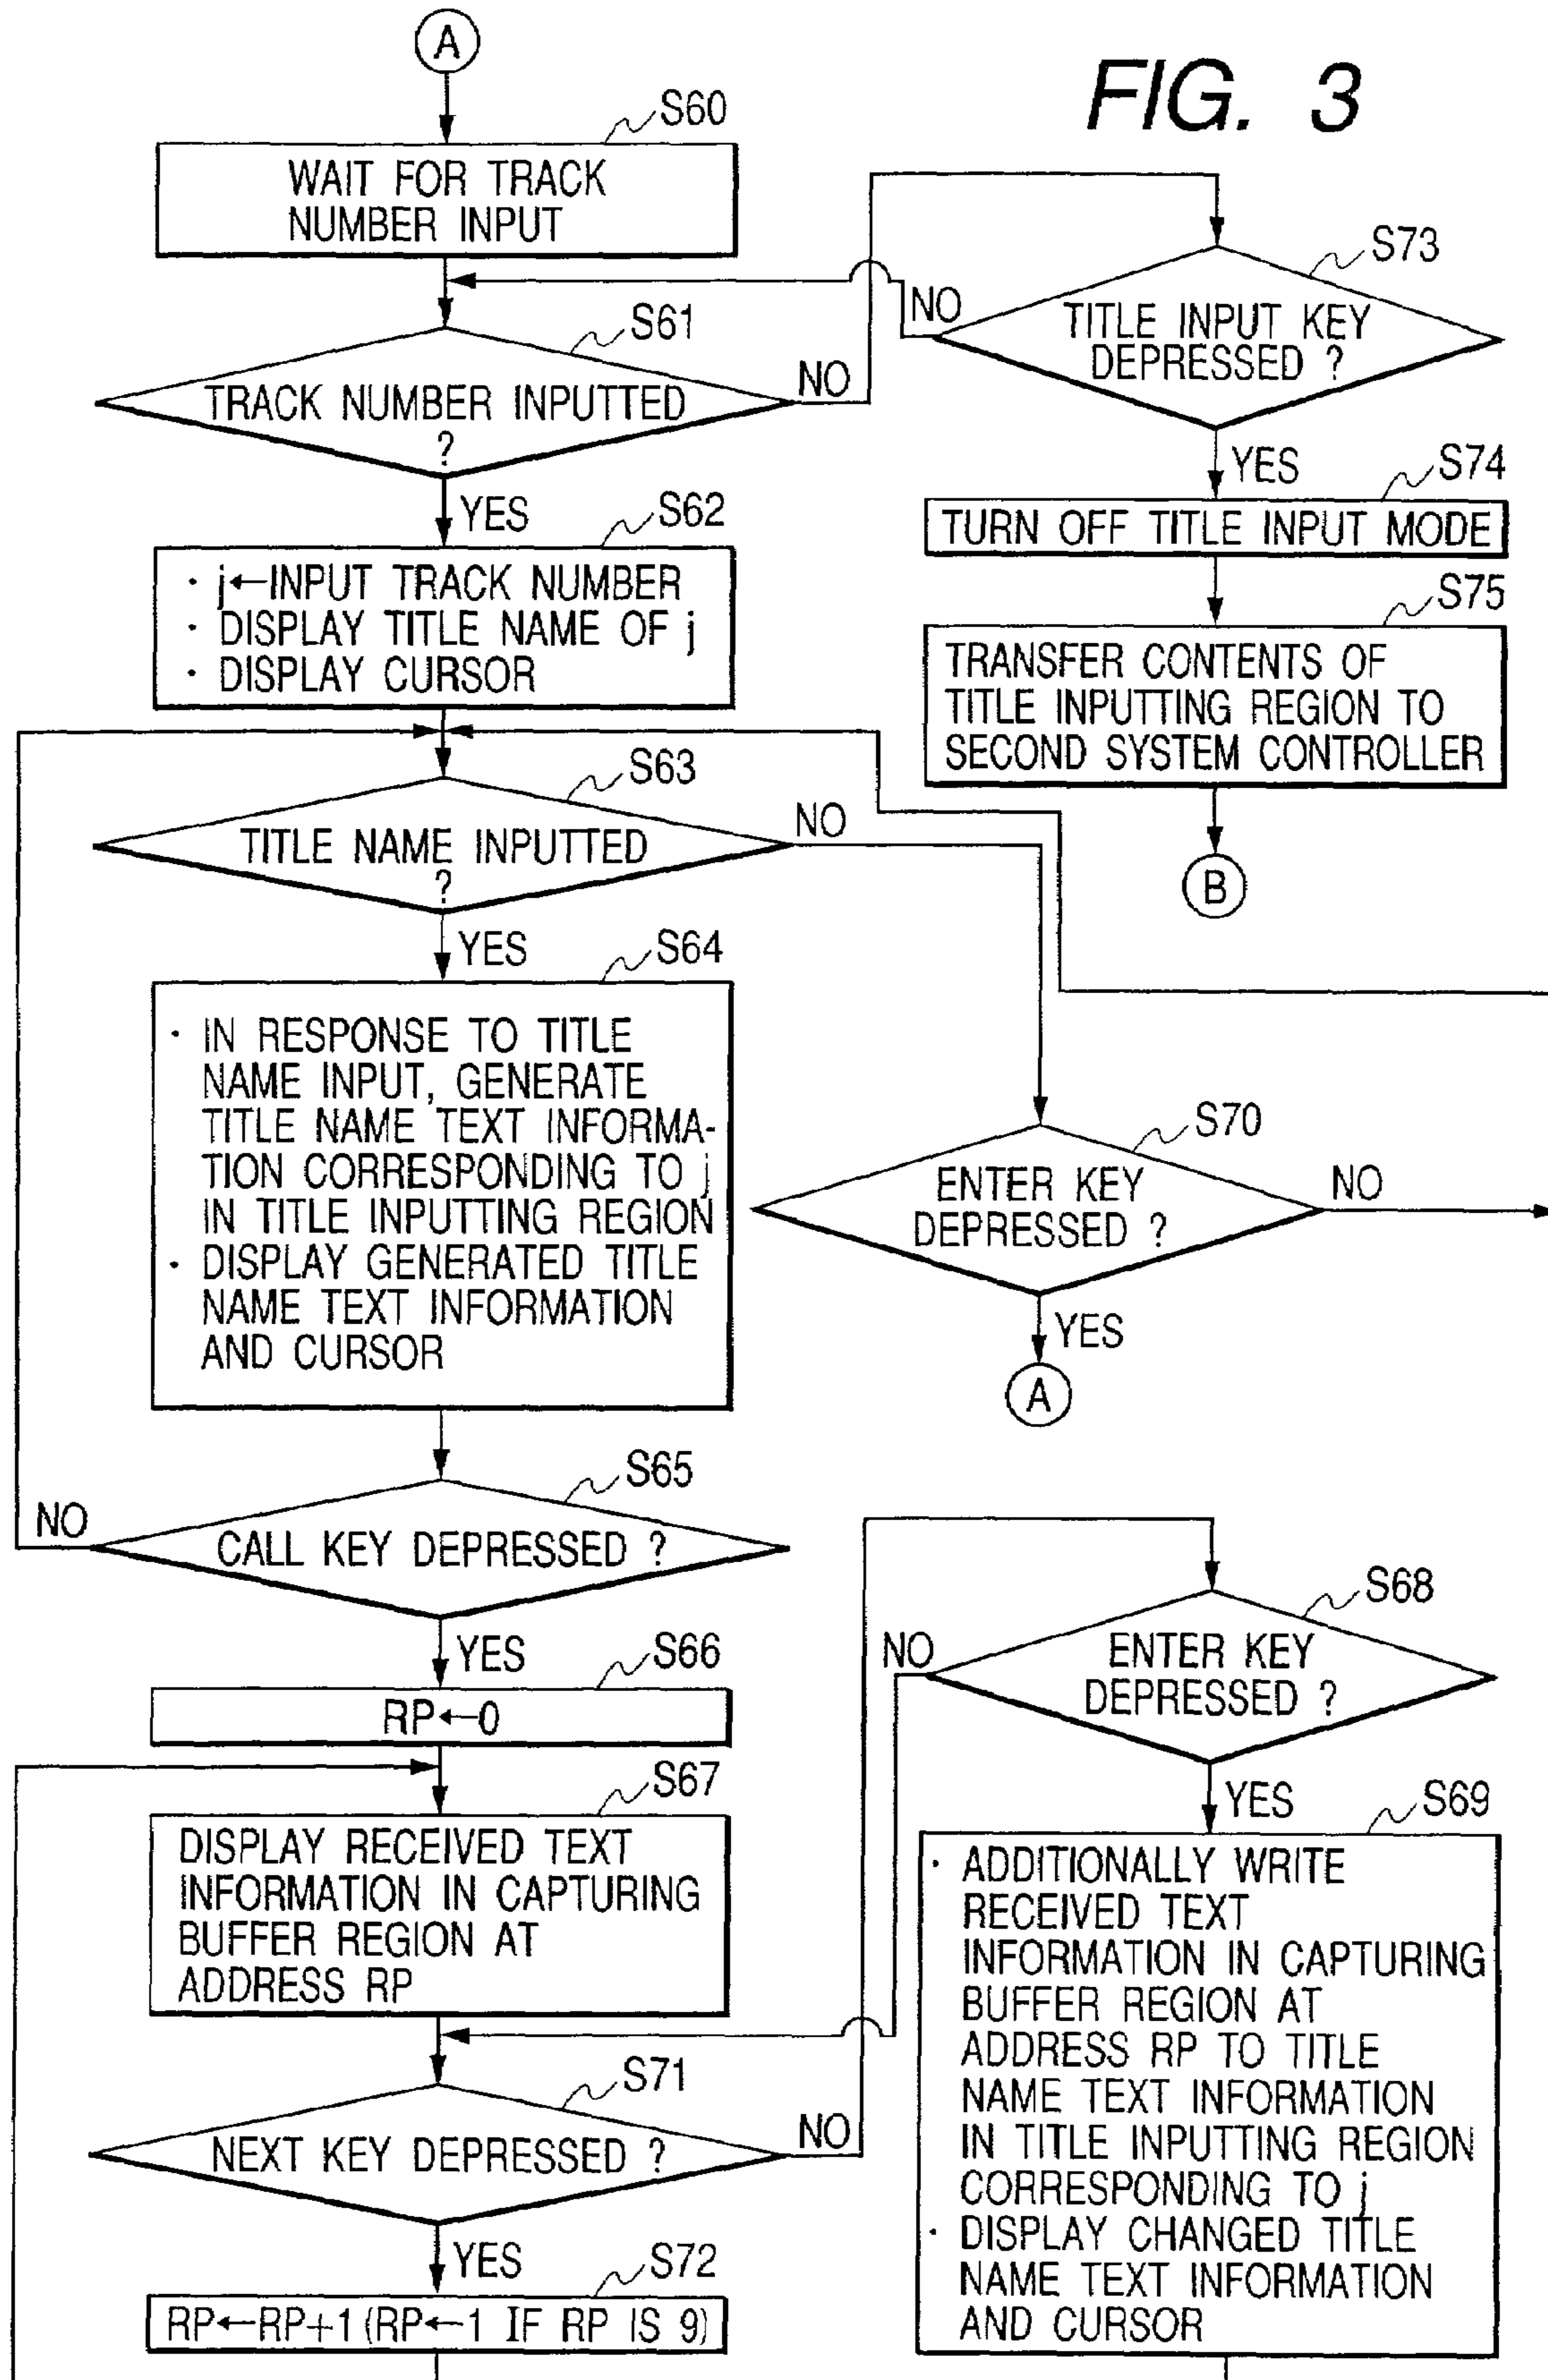 A
FIG. 3
S60
WAIT FOR TRACK
NUMBER INPUT
S61
TRACK NUMBER INPUTTED
?
NO
YES
S62
· j←INPUT TRACK NUMBER
· DISPLAY TITLE NAME OF j
· DISPLAY CURSOR
S63
TITLE NAME INPUTTED
?
NO
YES
S64
· IN RESPONSE TO TITLE
NAME INPUT, GENERATE
TITLE NAME TEXT INFORMA-
TION CORRESPONDING TO j
IN TITLE INPUTTING REGION
· DISPLAY GENERATED TITLE
NAME TEXT INFORMATION
AND CURSOR
S65
NO
CALL KEY DEPRESSED ?
YES
S66
RP←0
S67
DISPLAY RECEIVED TEXT
INFORMATION IN CAPTURING
BUFFER REGION AT
ADDRESS RP
S71
NEXT KEY DEPRESSED ?
NO
YES
S72
RP←RP+1 (RP←1 IF RP IS 9)
S73
NO
TITLE INPUT KEY
DEPRESSED ?
YES
S74
TURN OFF TITLE INPUT MODE
S75
TRANSFER CONTENTS OF
TITLE INPUTTING REGION TO
SECOND SYSTEM CONTROLLER
B
S70
ENTER KEY
DEPRESSED ?
NO
YES
A
S68
NO
ENTER KEY
DEPRESSED ?
YES
S69
· ADDITIONALLY WRITE
RECEIVED TEXT
INFORMATION IN CAPTURING
BUFFER REGION AT
ADDRESS RP TO TITLE
NAME TEXT INFORMATION
IN TITLE INPUTTING REGION
CORRESPONDING TO j
· DISPLAY CHANGED TITLE
NAME TEXT INFORMATION
AND CURSOR